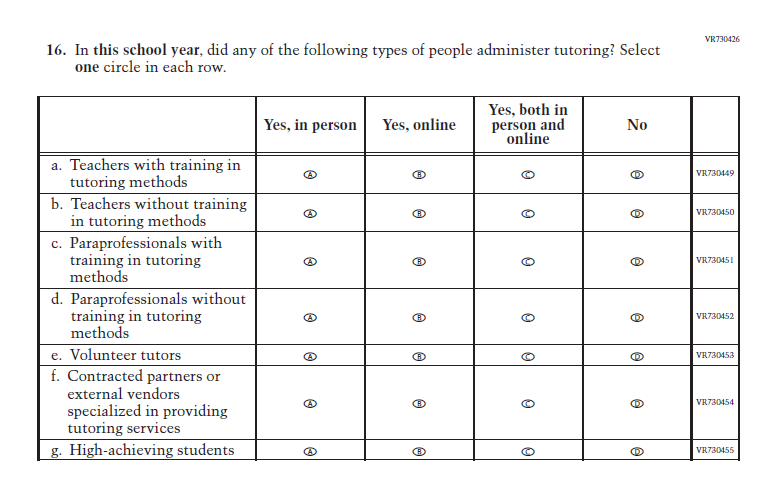 VR730426
16. In this school year, did any of the following types of people administer tutoring? Select
one circle in each row.
Yes, in person
Yes, online
Yes, both in
person and
online
No
a. Teachers with training in
tutoring methods
A B C D VR730449
b. Teachers without training
in tutoring methods
A B C D VR730450
c. Paraprofessionals with
training in tutoring
methods
A B C D VR730451
d. Paraprofessionals without
training in tutoring
methods
A B C D VR730452
e. Volunteer tutors A B C D VR730453
f. Contracted partners or
external vendors
specialized in providing
tutoring services
A B C D VR730454
g. High-achieving students A B C D VR730455